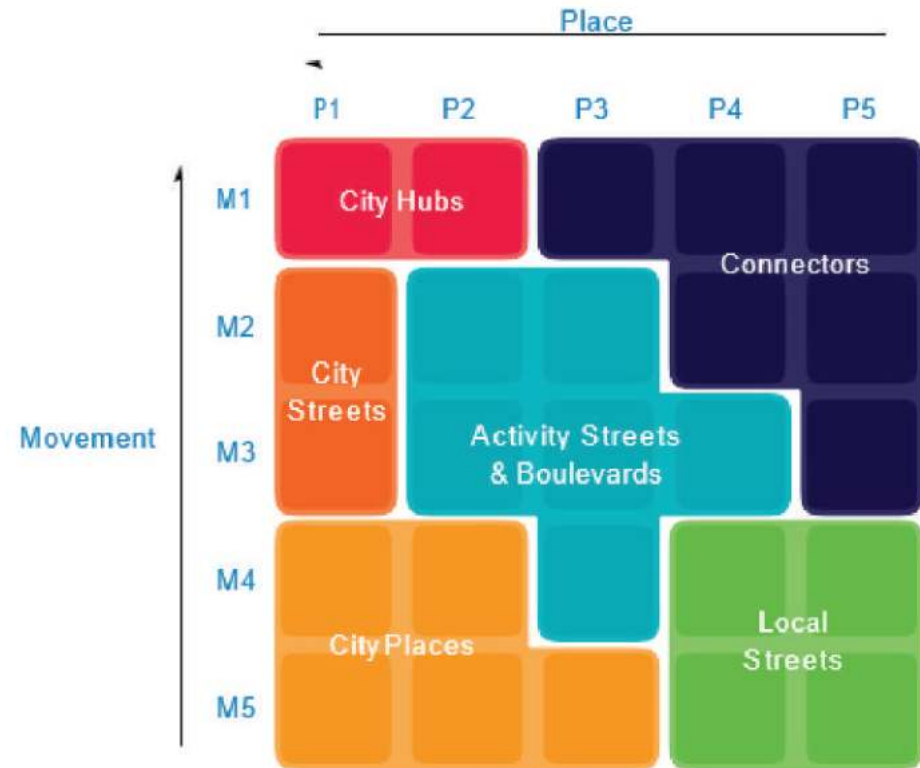 Place
P1 P2 P3 P4 P5
M1
City Hubs
Connectors
M2
City
Streets
Movement
M3
Activity Streets
& Boulevards
M4
City Places
Local
Streets
M5